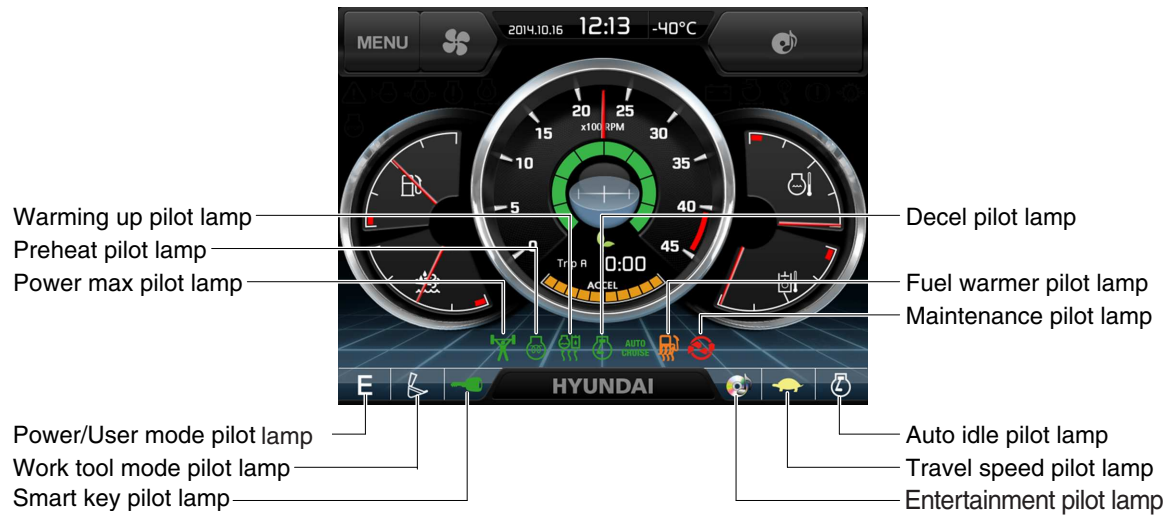 MENU
2014.10.16 12:13 -40°C
20 25
x100 RPM
15 30
10 35
5 40
0 45
Trip A 0:00
ACCEL
Warming up pilot lamp
Preheat pilot lamp
Power max pilot lamp
Decel pilot lamp
Fuel warmer pilot lamp
Maintenance pilot lamp
AUTO
CRUISE
E HYUNDAI
Power/User mode pilot lamp
Work tool mode pilot lamp
Smart key pilot lamp
Auto idle pilot lamp
Travel speed pilot lamp
Entertainment pilot lamp